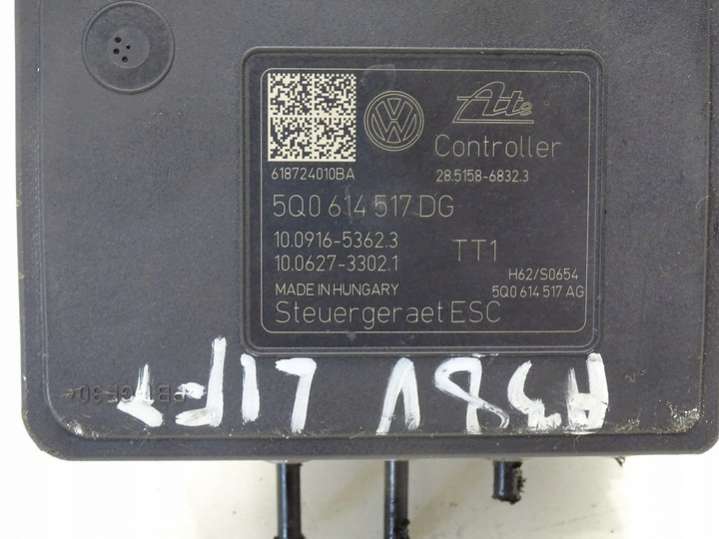 Ate
Controller
618724010BA
28.5158-6832.3
5Q0 614 517 DG
10.0916-5362.3
TT1
10.0627-3302.1
H62/S0654
MADE IN HUNGARY
5Q0 614 517 AG
Steuergeraet ESC
A3 8V LIFT